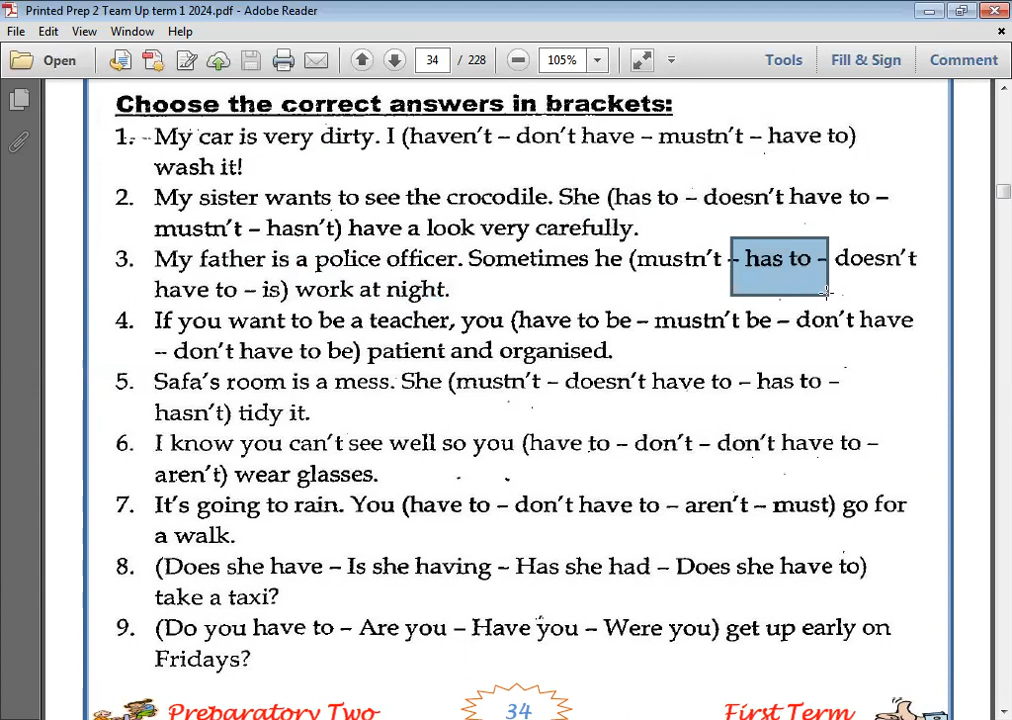 Printed Prep 2 Team Up term 1 2024.pdf - Adobe Reader
File Edit View Window Help
Open 34 / 228 105% Tools Fill & Sign Comment
Choose the correct answers in brackets:
1. My car is very dirty. I (haven't – don't have – mustn't – have to)
wash it!
2. My sister wants to see the crocodile. She (has to – doesn't have to –
mustn't – hasn't) have a look very carefully.
3. My father is a police officer. Sometimes he (mustn't – has to – doesn't
have to – is) work at night.
4. If you want to be a teacher, you (have to be – mustn't be – don't have
– don't have to be) patient and organised.
5. Safa's room is a mess. She (mustn't – doesn't have to – has to –
hasn't) tidy it.
6. I know you can't see well so you (have to – don't – don't have to –
aren't) wear glasses.
7. It's going to rain. You (have to – don't have to – aren't – must) go for
a walk.
8. (Does she have – Is she having – Has she had – Does she have to)
take a taxi?
9. (Do you have to – Are you – Have you – Were you) get up early on
Fridays?
Preparatory Two 34 First Term